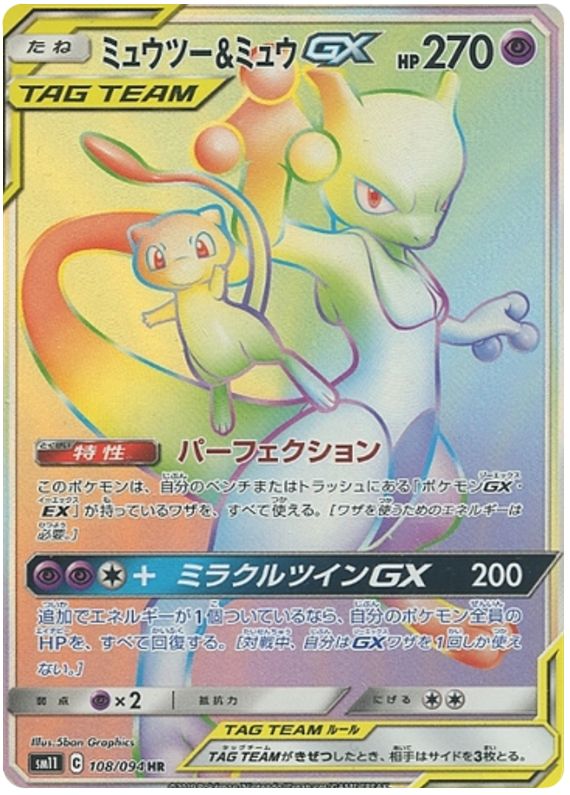 たね ミュウツー&ミュウGX HP270
TAG TEAM
特性 パーフェクション
このポケモンは、自分のベンチまたはトラッシュにある「ポケモンGX・
EX」が持っているワザを、すべて使える。[ワザを使うためのエネルギーは
必要。]
+ ミラクルツインGX 200
追加でエネルギーが1個ついているなら、自分のポケモン全員の
HPを、すべて回復する。[対戦中、自分はGXワザを1回しか使え
ない。]
弱点 ×2 抵抗力 にげる
TAG TEAM ルール
Illus.5ban Graphics
TAG TEAMがきぜつしたとき、相手はサイドを3枚とる。
sm11 C 108/094 HR